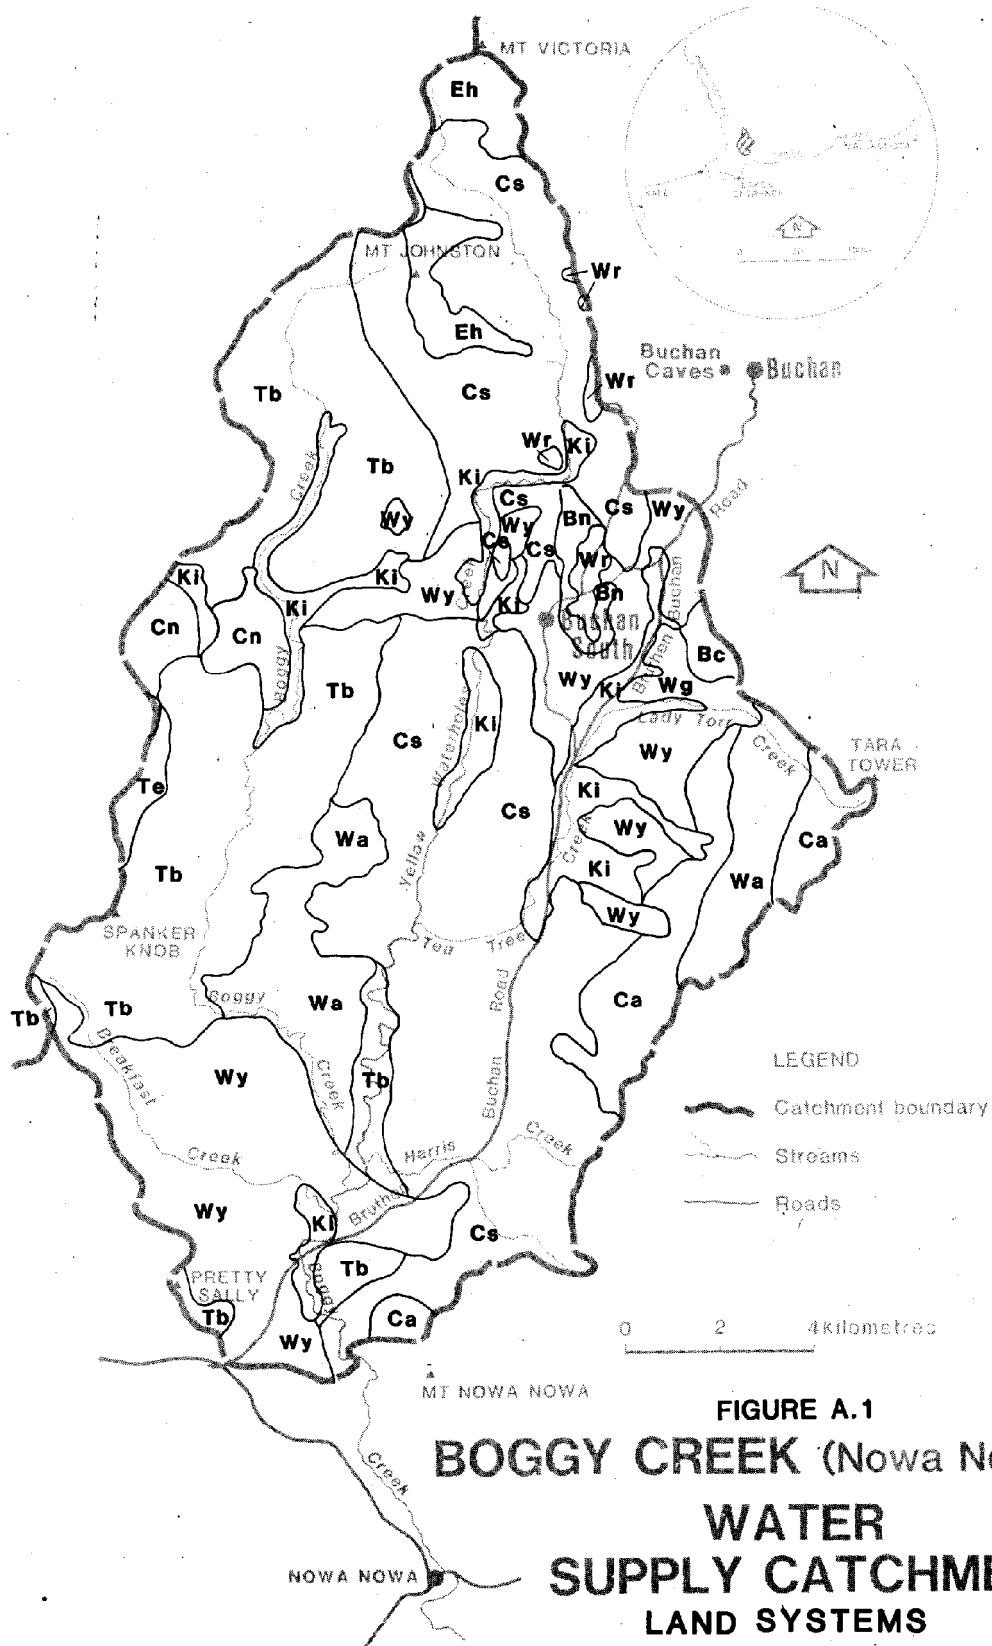 MT VICTORIA
Eh
Cs
N
MT JOHNSTON
Wr
Eh
Buchan
Caves
Buchan
Wr
Tb
Cs
Wr
Ki
Creek
Tb
Ki
Cs
Wy
Bn
Cs
Wy
Road
Wy
Cs
Cs
Wr
N
Ki
Ki
Wy
Creek
Bn
Buchan
Ki
Ki
Buchan
South
Cn
Cn
Bc
Boggy
Tb
Wy
Ki
Wg
Lady Torr
Creek
Cs
Ki
Waterholes
Wy
TARA
TOWER
Te
Ki
Cs
Wa
Wy
Creek
Ca
Yellow
Tb
Ki
Wa
Wy
SPANKER
KNOB
Tea Tree
Boggy
Wa
Road
Ca
Tb
Tb
Breakfast
LEGEND
Wy
Creek
Tb
Buchan
Catchment boundary
Creek
Harris
Creek
Streams
Wy
Ki
Roads
Cs
PRETTY
SALLY
Tb
Boggy
Tb
Ca
Wy
0 2 4 kilometres
MT NOWA NOWA
FIGURE A.1
BOGGY CREEK (Nowa
WATER
Creek
SUPPLY
NOWA NOWA
LAND SYSTEMS